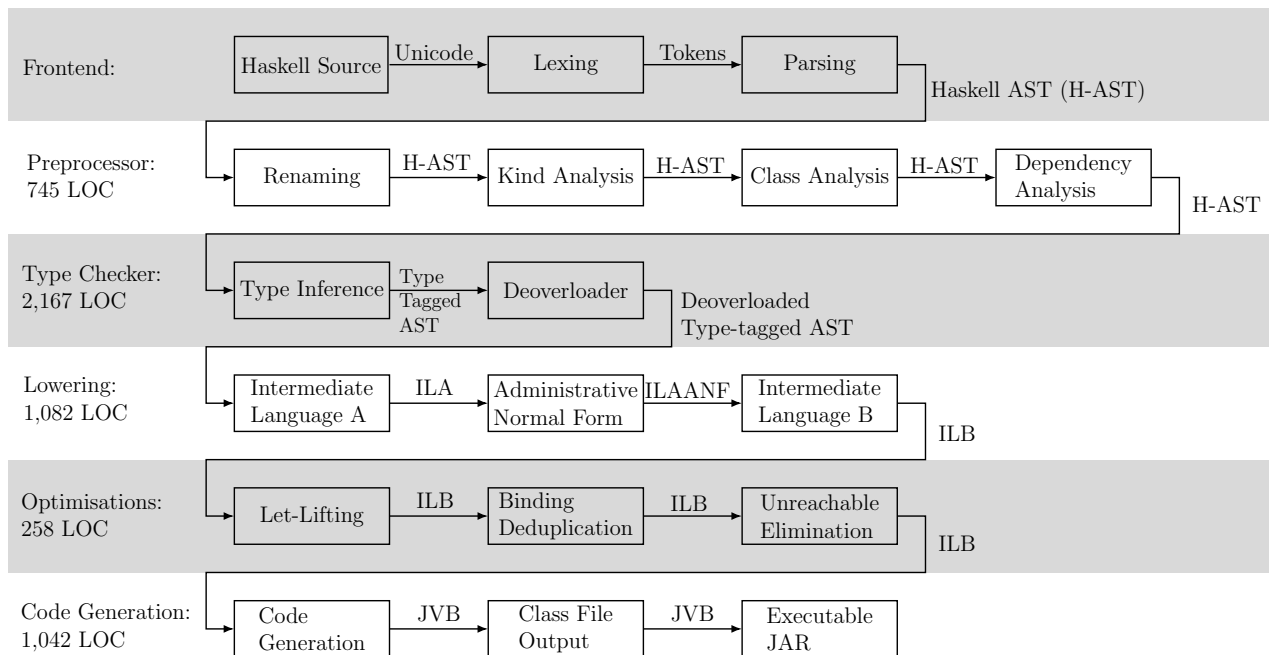 Frontend:
Haskell Source
Unicode
Lexing
Tokens
Parsing
Haskell AST (H-AST)
Preprocessor:
745 LOC
Renaming
H-AST
Kind Analysis
H-AST
Class Analysis
H-AST
Dependency
Analysis
H-AST
Type Checker:
2,167 LOC
Type Inference
Type
Tagged
AST
Deoverloader
Deoverloaded
Type-tagged AST
Lowering:
1,082 LOC
Intermediate
Language A
ILA
Administrative
Normal Form
ILAANF
Intermediate
Language B
ILB
Optimisations:
258 LOC
Let-Lifting
ILB
Binding
Deduplication
ILB
Unreachable
Elimination
ILB
Code Generation:
1,042 LOC
Code
Generation
JVB
Class File
Output
JVB
Executable
JAR